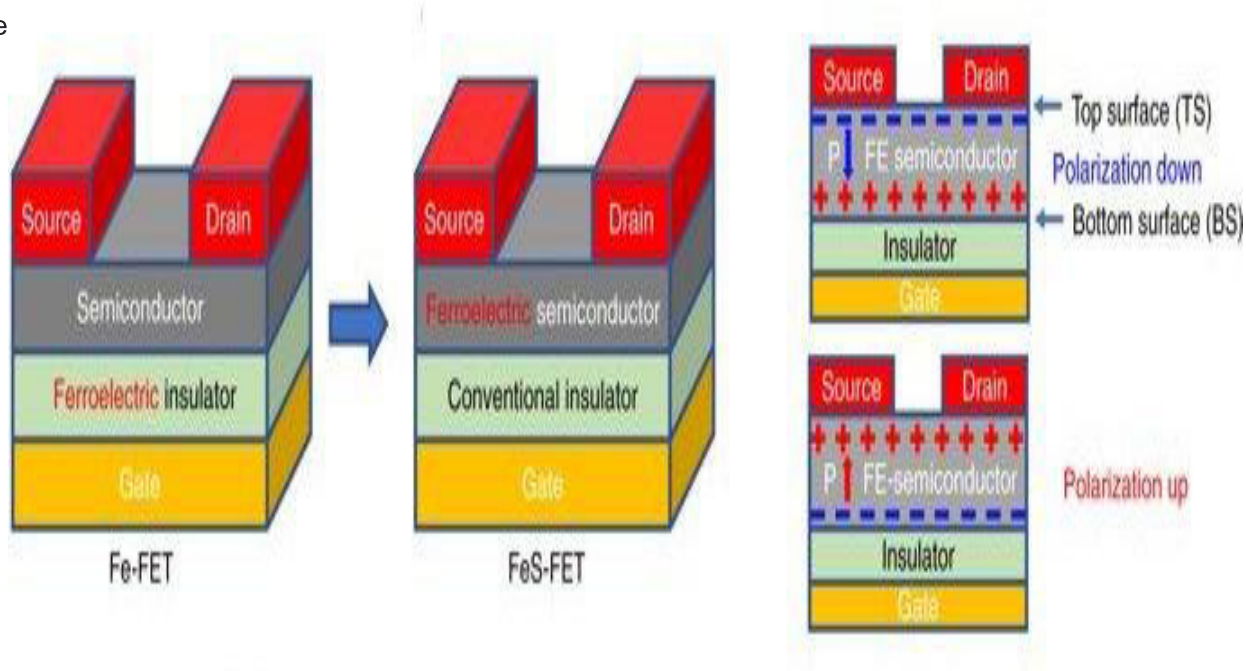 e
Source
Drain
Semiconductor
Ferroelectric insulator
Gate
Fe-FET
Source
Drain
Ferroelectric semiconductor
Conventional insulator
Gate
FeS-FET
Source
Drain
Top surface (TS)
P
FE semiconductor
Polarization down
Bottom surface (BS)
Insulator
Gate
Source
Drain
P
FE-semiconductor
Polarization up
Insulator
Gate